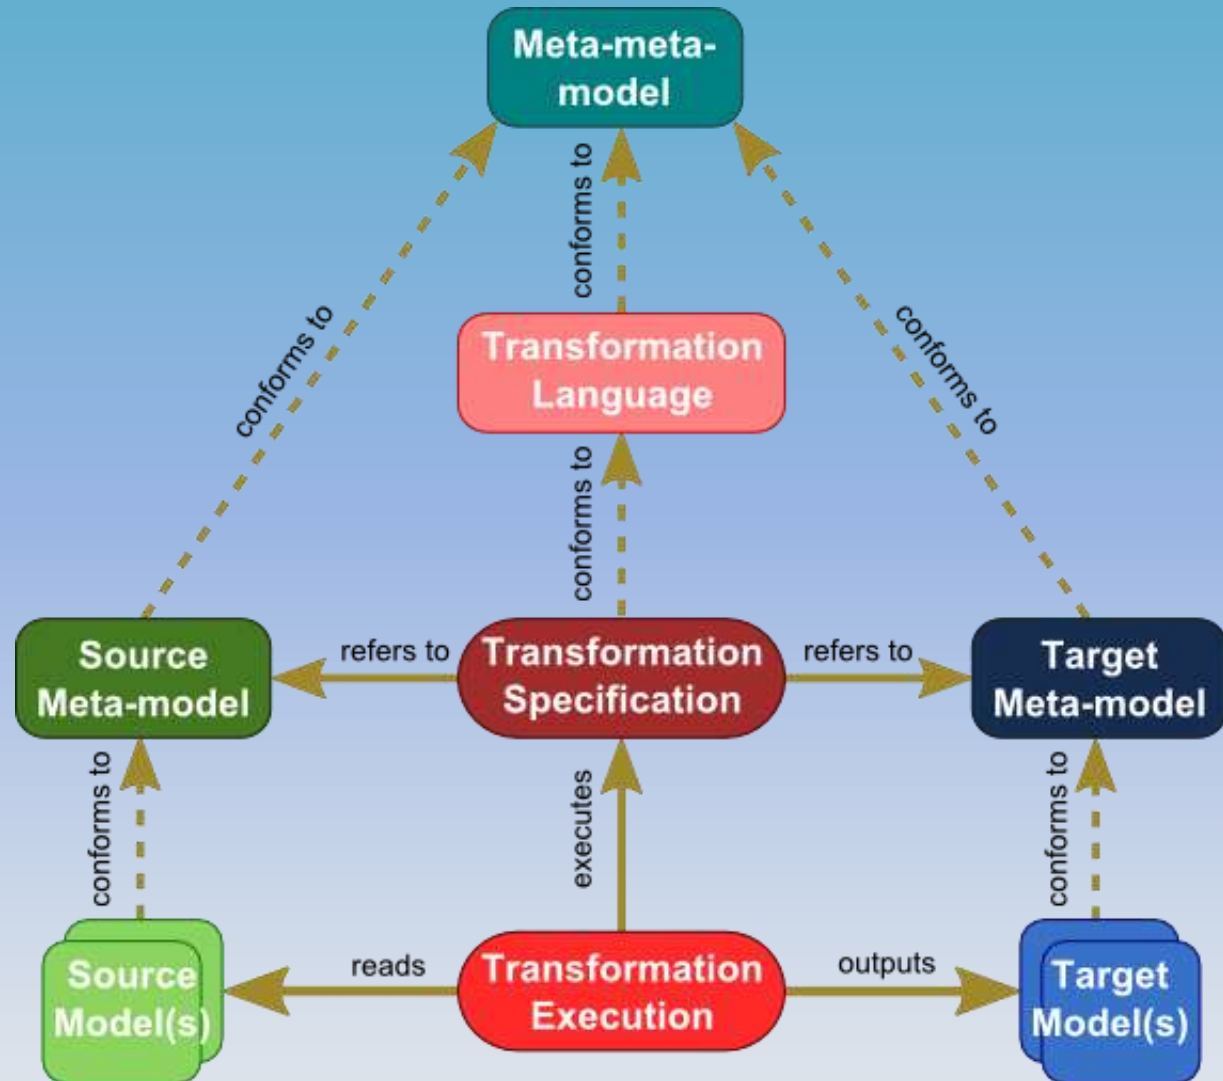 Meta-meta-
model
conforms to
conforms to
conforms to
Transformation
Language
conforms to
Source
Meta-model
refers to
Transformation
Specification
refers to
Target
Meta-model
conforms to
executes
conforms to
Source
Model(s)
reads
Transformation
Execution
outputs
Target
Model(s)